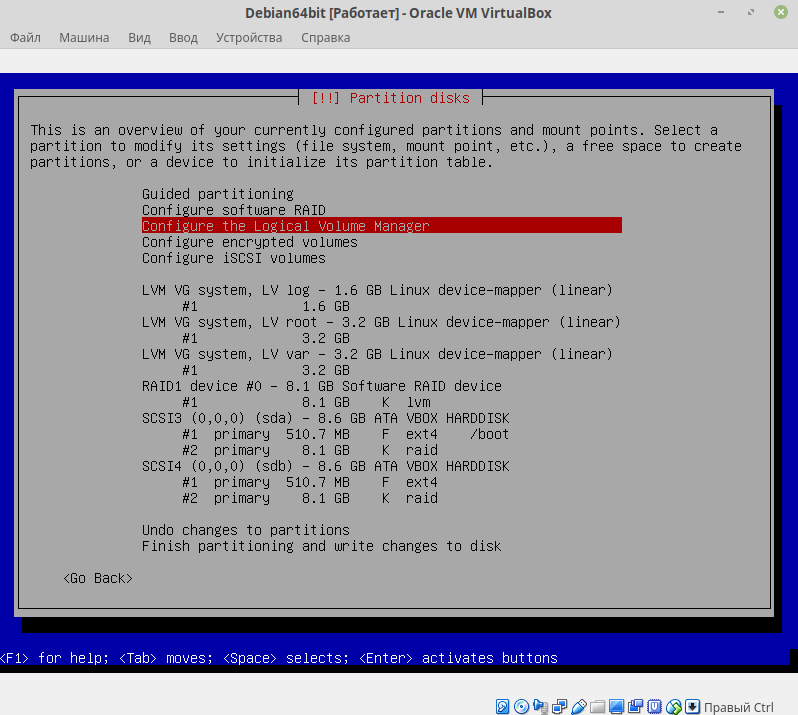 Debian64bit [Работает] - Oracle VM VirtualBox
Файл Машина Вид Ввод Устройства Справка
[!!] Partition disks
This is an overview of your currently configured partitions and mount points. Select a
partition to modify its settings (file system, mount point, etc.), a free space to create
partitions, or a device to initialize its partition table.
Guided partitioning
Configure software RAID
Configure the Logical Volume Manager
Configure encrypted volumes
Configure iSCSI volumes
LVM VG system, LV log - 1.6 GB Linux device-mapper (linear)
#1 1.6 GB
LVM VG system, LV root - 3.2 GB Linux device-mapper (linear)
#1 3.2 GB
LVM VG system, LV var - 3.2 GB Linux device-mapper (linear)
#1 3.2 GB
RAID1 device #0 - 8.1 GB Software RAID device
#1 8.1 GB K lvm
SCSI3 (0,0,0) (sda) - 8.6 GB ATA VBOX HARDDISK
#1 primary 510.7 MB F ext4 /boot
#2 primary 8.1 GB K raid
SCSI4 (0,0,0) (sdb) - 8.6 GB ATA VBOX HARDDISK
#1 primary 510.7 MB F ext4
#2 primary 8.1 GB K raid
Undo changes to partitions
Finish partitioning and write changes to disk
<Go Back>
<F1> for help; <Tab> moves; <Space> selects; <Enter> activates buttons
Правый Ctrl